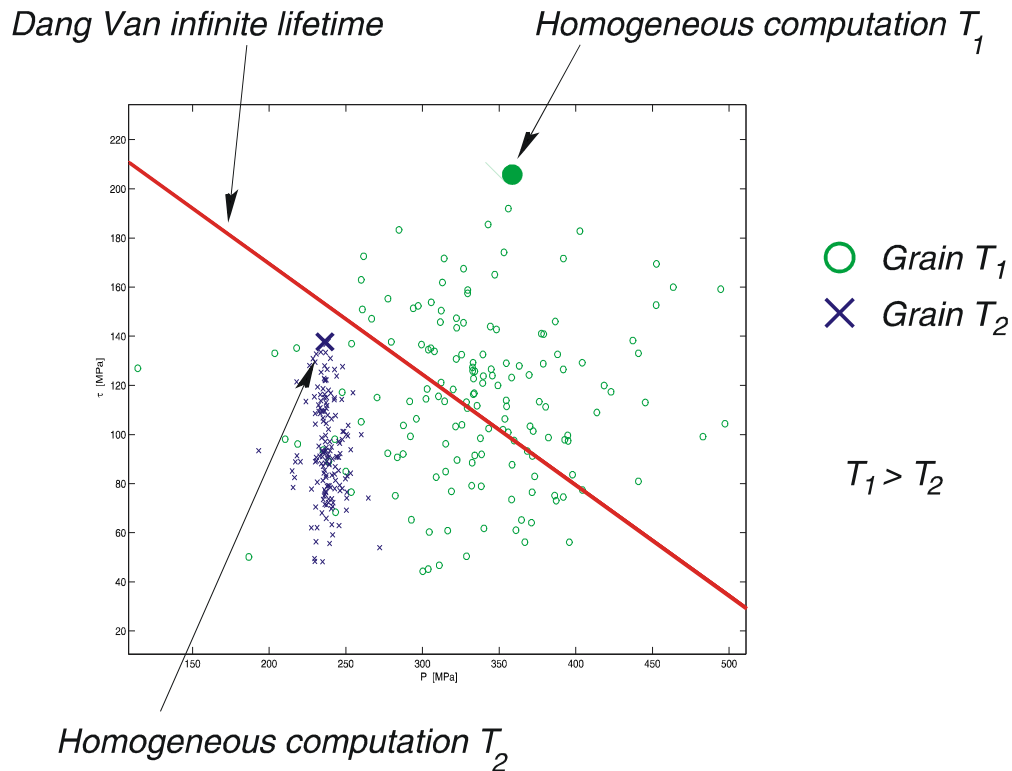 Dang Van infinite lifetime
Homogeneous computation T1
220
200
180
160
140
120
100
80
60
40
20
τ [MPa]
150 200 250 300 350 400 450 500
P [MPa]
Grain T1
Grain T2
T1 > T2
Homogeneous computation T2